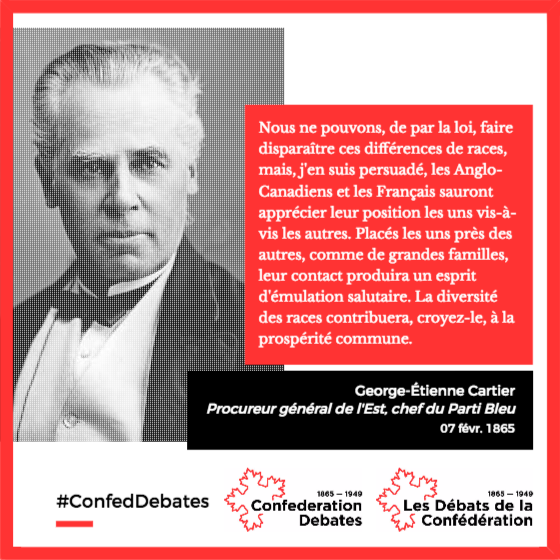 Nous ne pouvons, de par la loi, faire
disparaître ces différences de races,
mais, j'en suis persuadé, les Anglo-
Canadiens et les Français sauront
apprécier leur position les uns vis-à-
vis les autres. Placés les uns près des
autres, comme de grandes familles,
leur contact produira un esprit
d'émulation salutaire. La diversité
des races contribuera, croyez-le, à la
prospérité commune.
George-Étienne Cartier
Procureur général de l'Est, chef du Parti Bleu
07 févr. 1865
#ConfedDebates
1865 — 1949
Confederation
Debates
1865 — 1949
Les Débats de la
Confédération